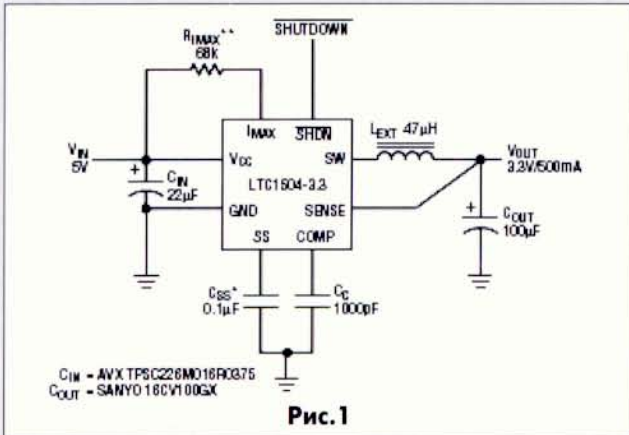 RIMAX**
68k
SHUTDOWN
IMAX
SHDN
LEXT 47µH
VIN
5V
VCC
SW
VOUT
3.3V/500mA
CIN
22µF
LTC1504-3.3
GND
SENSE
COUT
100µF
SS
COMP
CSS*
0.1µF
CC
1000pF
CIN = AVX TPSC226M016R0375
COUT = SANYO 16CV100GX
Рис.1